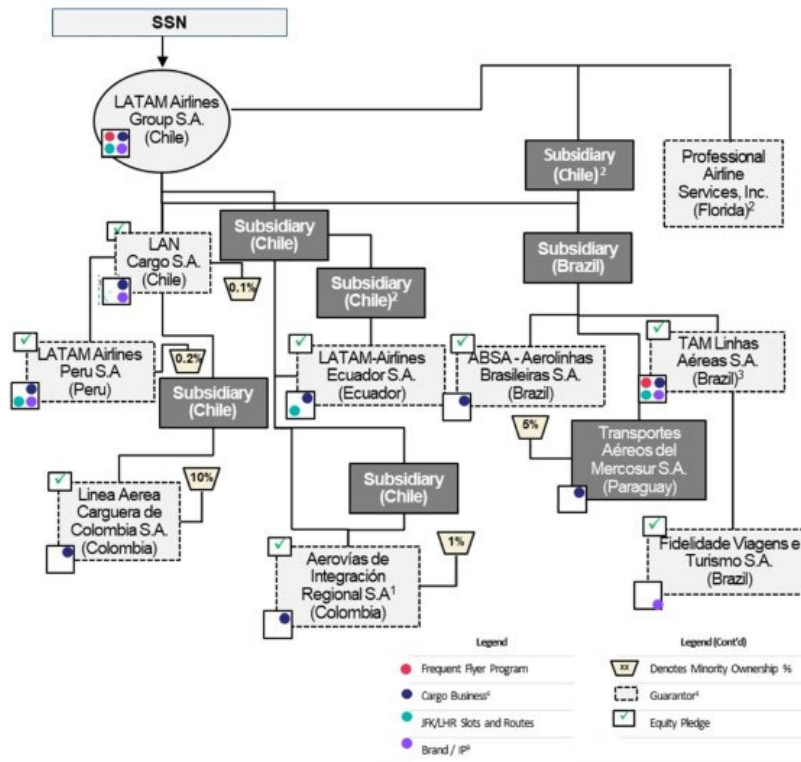 SSN
LATAM Airlines
Group S.A.
(Chile)
Subsidiary
(Chile)²
Professional
Airline
Services, Inc.
(Florida)²
LAN
Cargo S.A.
(Chile)
0.1%
Subsidiary
(Chile)
Subsidiary
(Brazil)
Subsidiary
(Chile)²
LATAM Airlines
Peru S.A
(Peru)
0.2%
Subsidiary
(Chile)
LATAM-Airlines
Ecuador S.A.
(Ecuador)
ABSA - Aerolinhas
Brasileiras S.A.
(Brazil)
TAM Linhas
Aéreas S.A.
(Brazil)³
5%
Transportes
Aéreos del
Mercosur S.A.
(Paraguay)
Linea Aerea
Carguera de
Colombia S.A.
(Colombia)
10%
Subsidiary
(Chile)
Aerovías de
Integración
Regional S.A¹
(Colombia)
1%
Fidelidade Viagens e
Turismo S.A.
(Brazil)
Legend
Frequent Flyer Program
Cargo Business⁴
JFK/LHR Slots and Routes
Brand / IP
Legend (Cont'd)
XX Denotes Minority Ownership %
Guarantor⁴
Equity Pledge